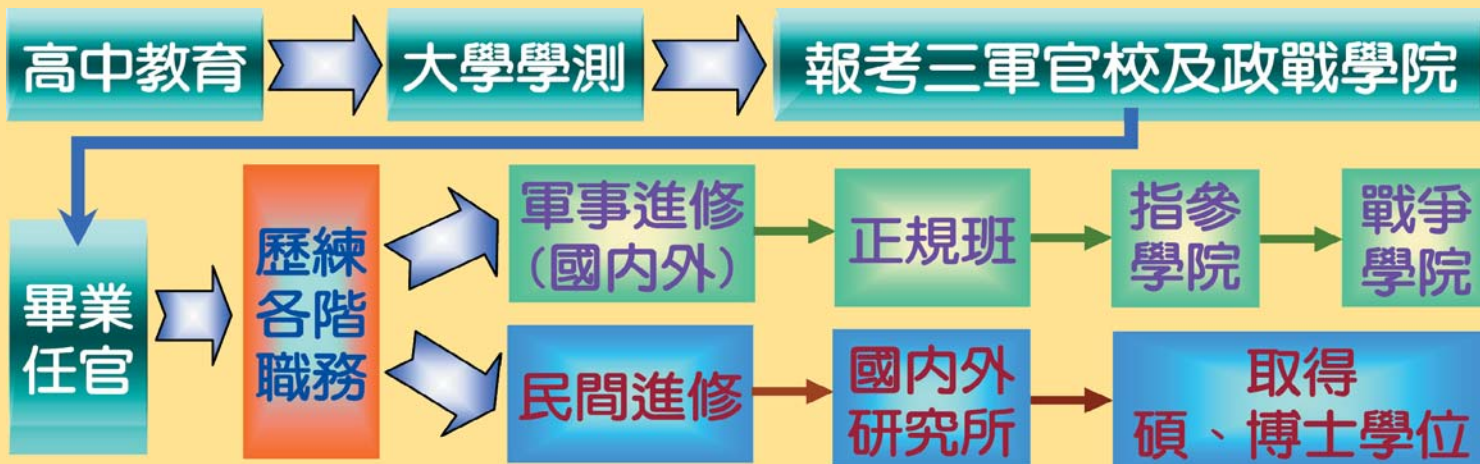 高中教育
大學學測
報考三軍官校及政戰學院
畢業
任官
歷練
各階
職務
軍事進修
(國內外)
正規班
指參
學院
戰爭
學院
民間進修
國內外
研究所
取得
碩、博士學位